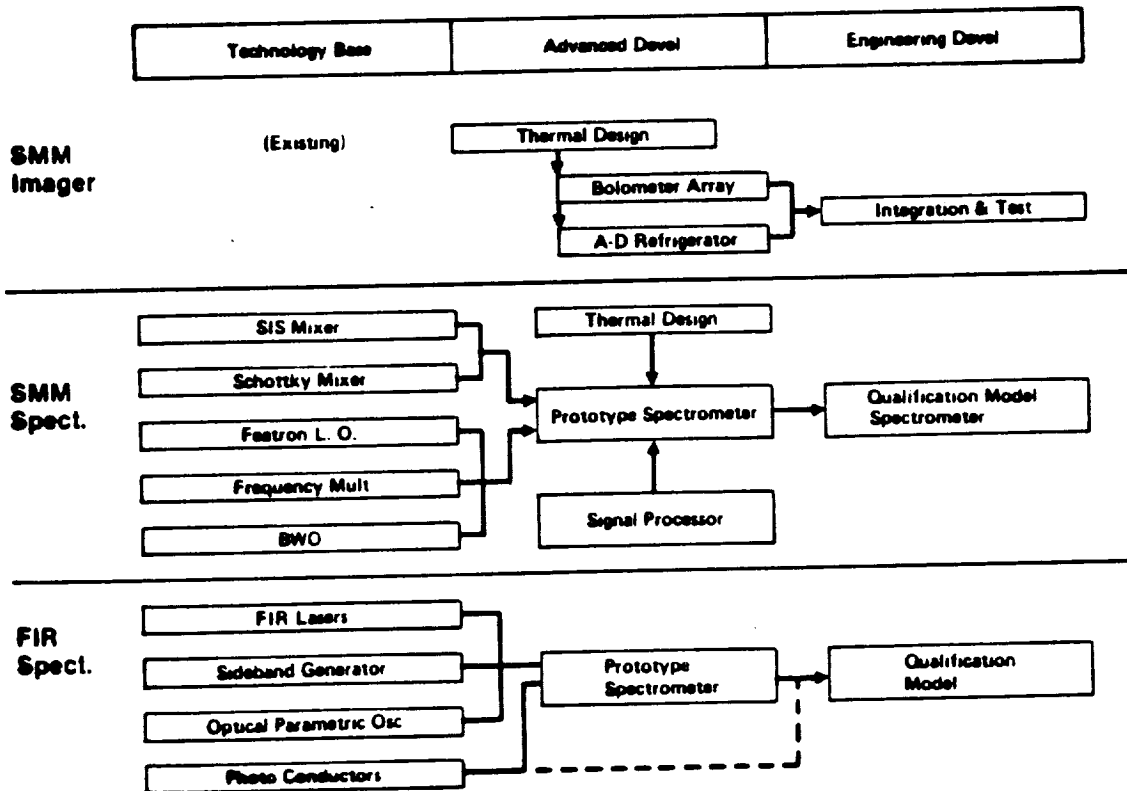 Technology Base
Advanced Devel
Engineering Devel
SMM
Imager
(Existing)
Thermal Design
Bolometer Array
A-D Refrigerator
Integration & Test
SMM
Spect.
SIS Mixer
Schottky Mixer
Festron L. O.
Frequency Mult
BWO
Thermal Design
Prototype Spectrometer
Signal Processor
Qualification Model
Spectrometer
FIR
Spect.
FIR Lasers
Sideband Generator
Optical Parametric Osc
Photo Conductors
Prototype
Spectrometer
Qualification
Model